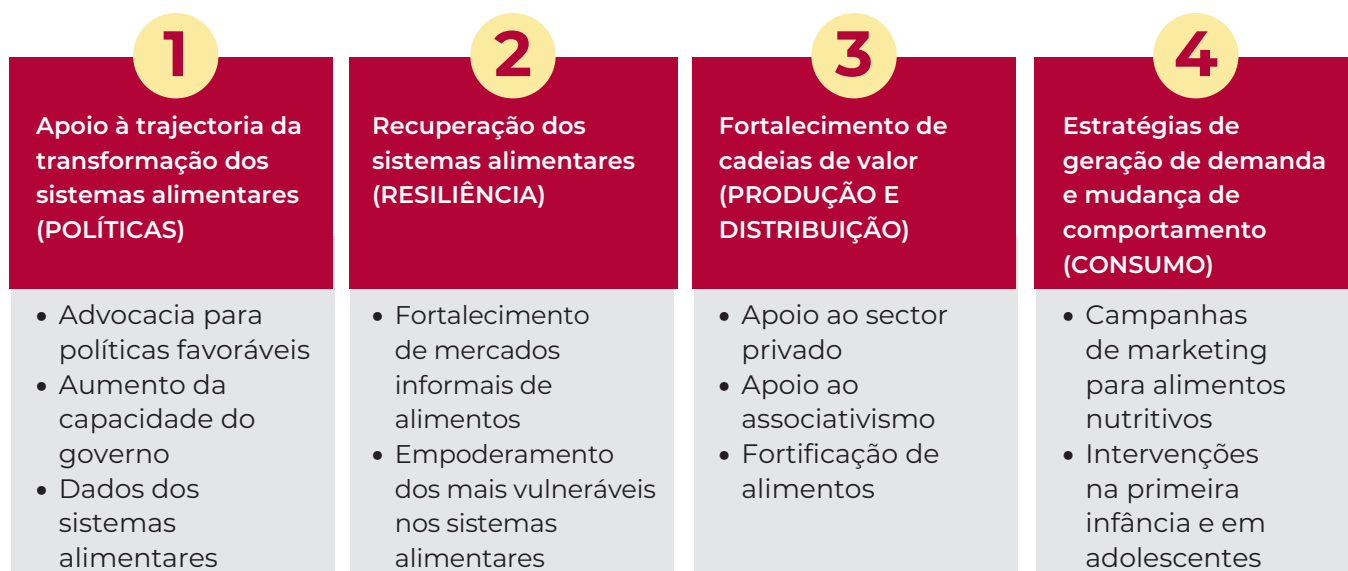 1
Apoio à trajectoria da
transformação dos
sistemas alimentares
(POLÍTICAS)
• Advocacia para
políticas favoráveis
• Aumento da
capacidade do
governo
• Dados dos
sistemas
alimentares
2
Recuperação dos
sistemas alimentares
(RESILIÊNCIA)
• Fortalecimento
de mercados
informais de
alimentos
• Empoderamento
dos mais vulneráveis
nos sistemas
alimentares
3
Fortalecimento de
cadeias de valor
(PRODUÇÃO E
DISTRIBUIÇÃO)
• Apoio ao sector
privado
• Apoio ao
associativismo
• Fortificação de
alimentos
4
Estratégias de
geração de demanda
e mudança de
comportamento
(CONSUMO)
• Campanhas
de marketing
para alimentos
nutritivos
• Intervenções
na primeira
infância e em
adolescentes